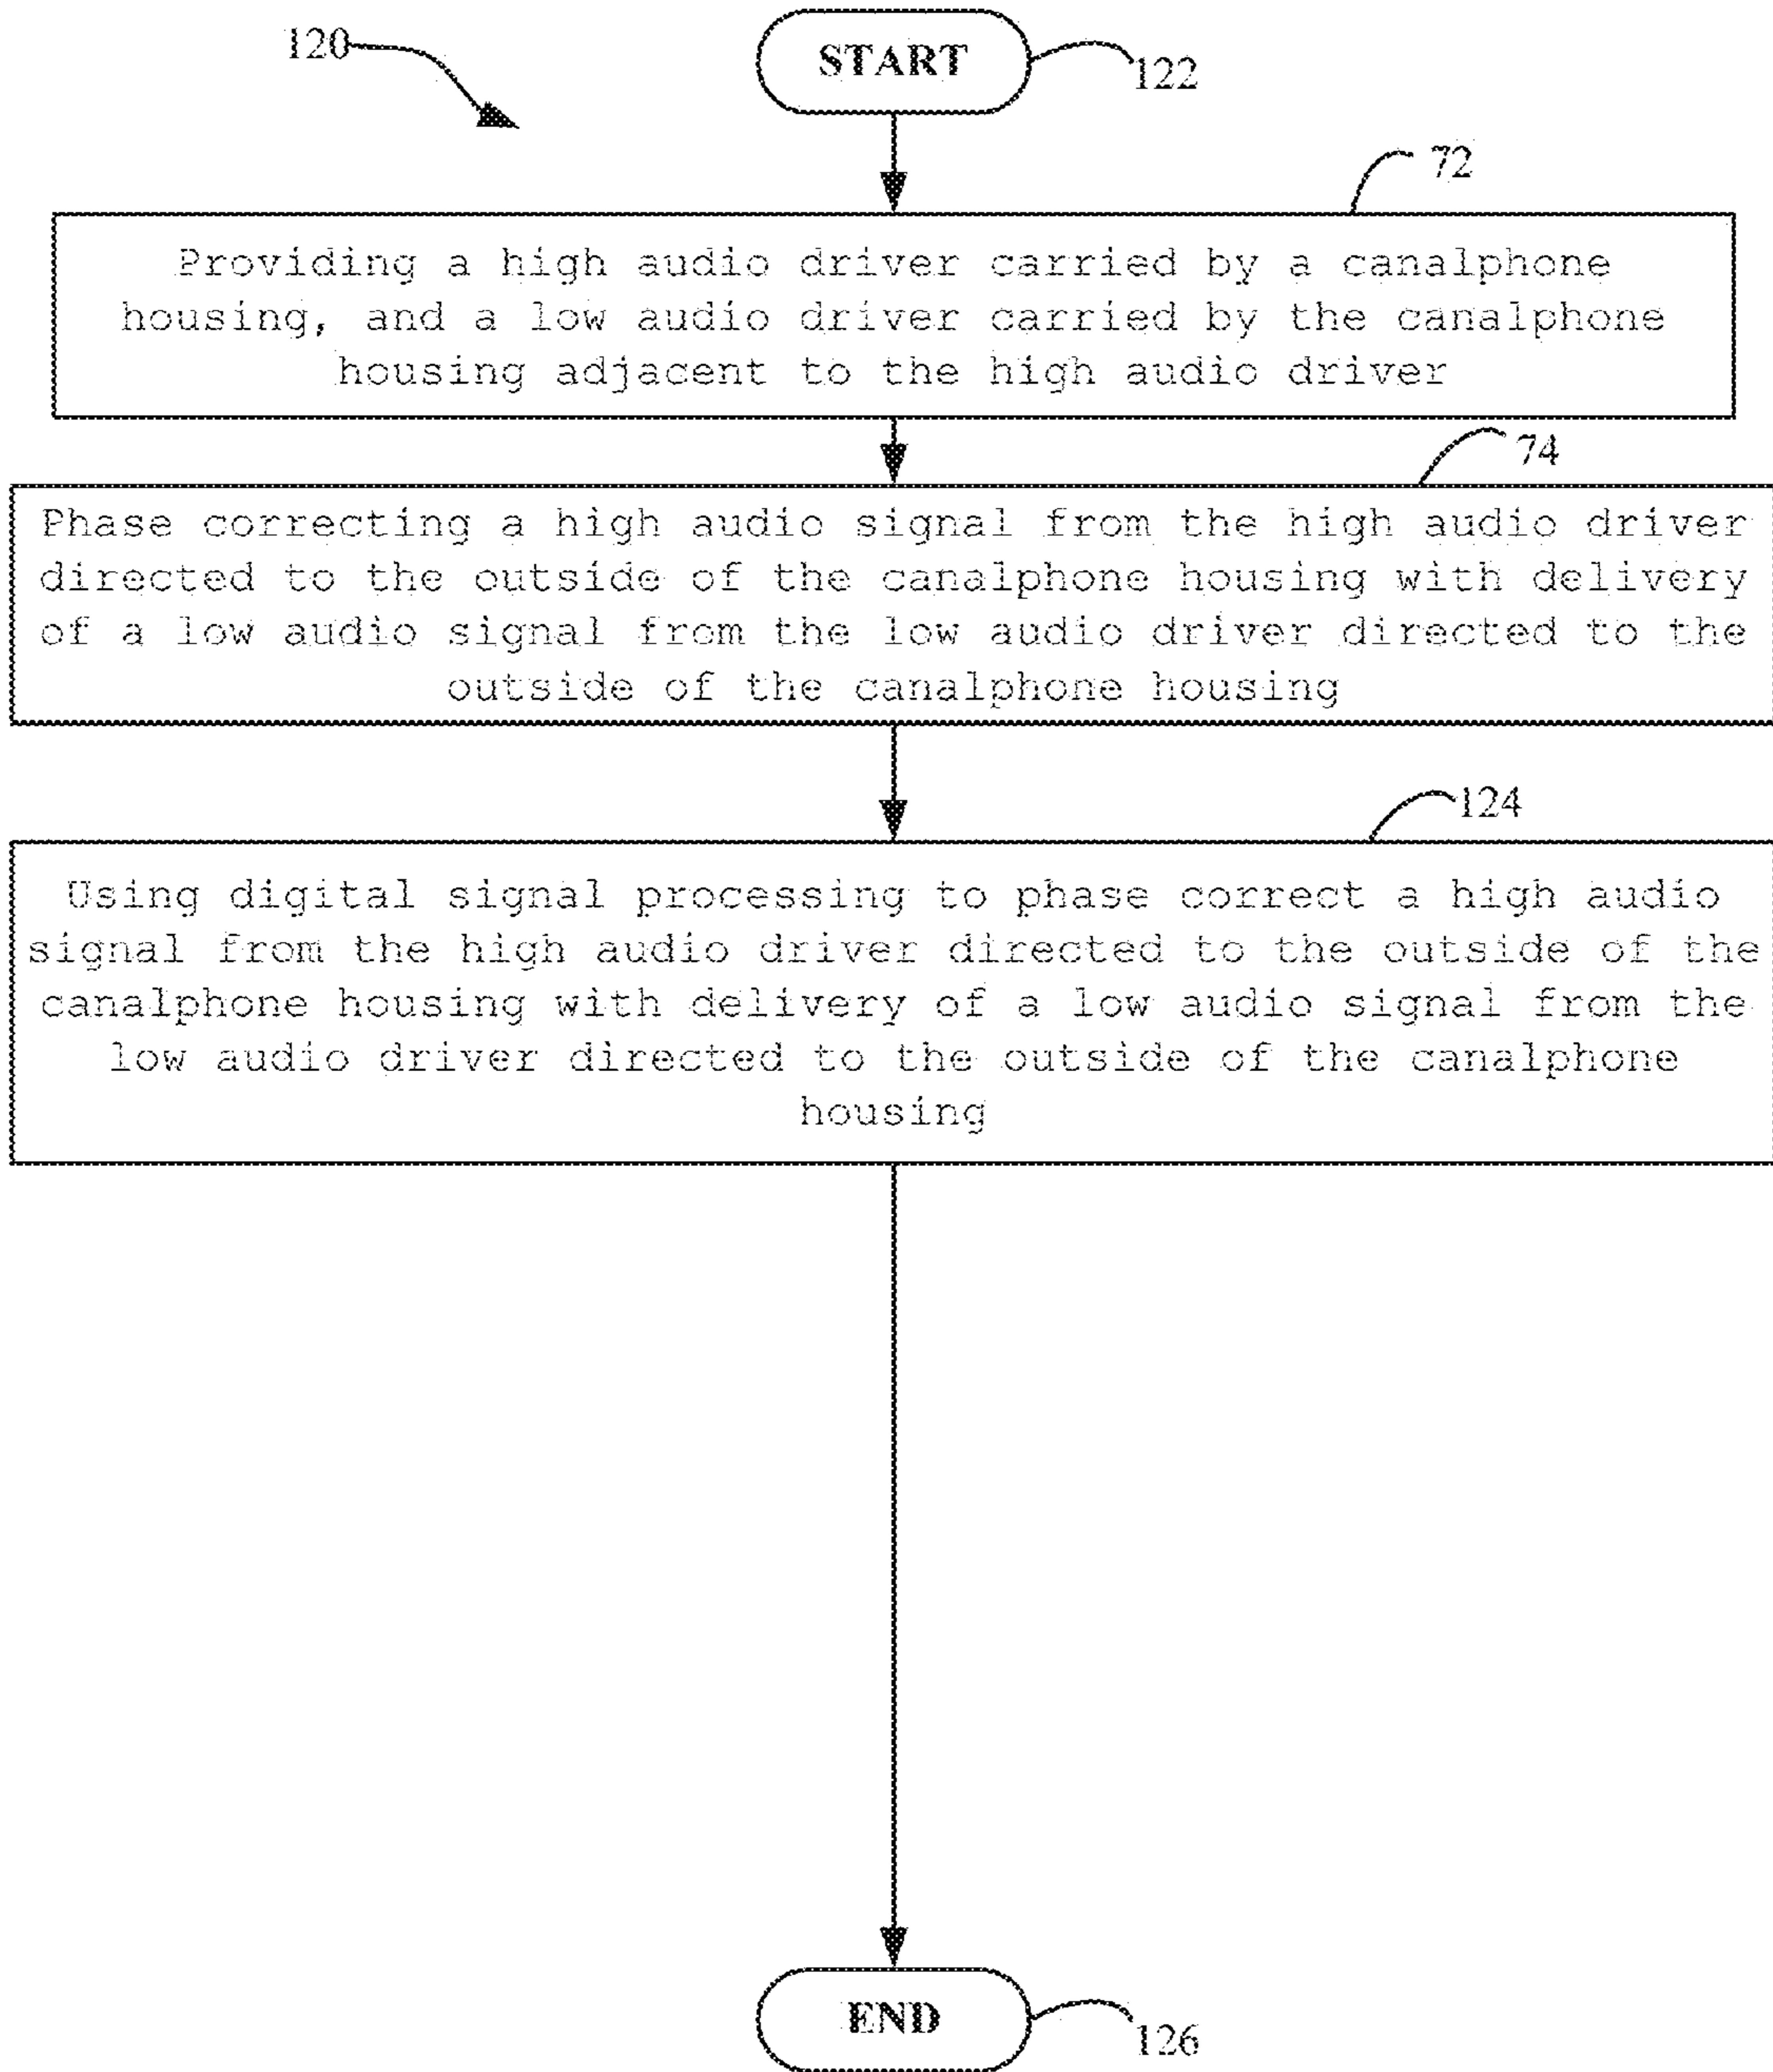 120
START
122
72
Providing a high audio driver carried by a canalphone
housing, and a low audio driver carried by the canalphone
housing adjacent to the high audio driver
74
Phase correcting a high audio signal from the high audio driver
directed to the outside of the canalphone housing with delivery
of a low audio signal from the low audio driver directed to the
outside of the canalphone housing
124
Using digital signal processing to phase correct a high audio
signal from the high audio driver directed to the outside of the
canalphone housing with delivery of a low audio signal from the
low audio driver directed to the outside of the canalphone
housing
END
126